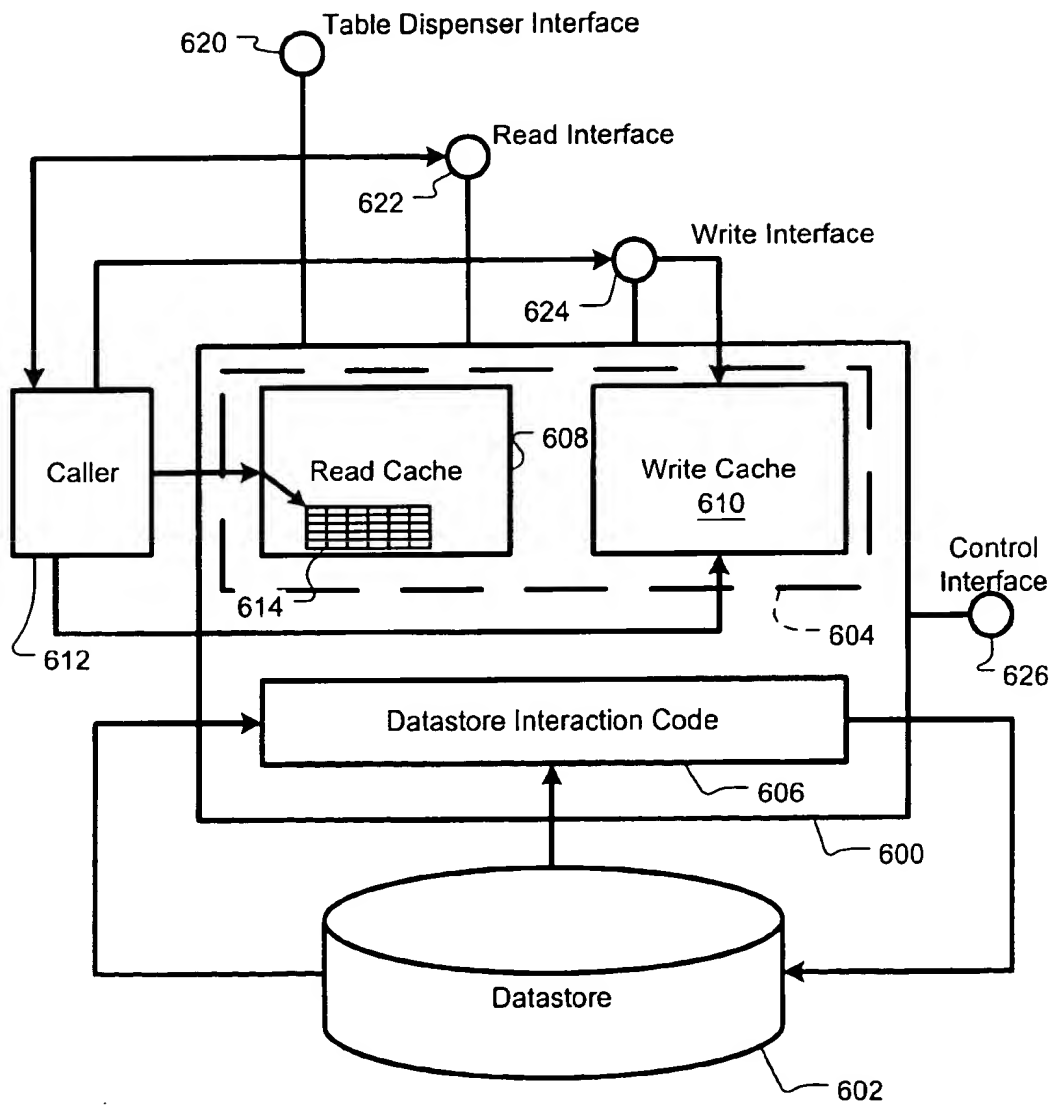 Table Dispenser Interface
620
Read Interface
622
Write Interface
624
Caller
Read Cache
608
Write Cache
610
614
604
612
Control
Interface
626
Datastore Interaction Code
606
600
Datastore
602